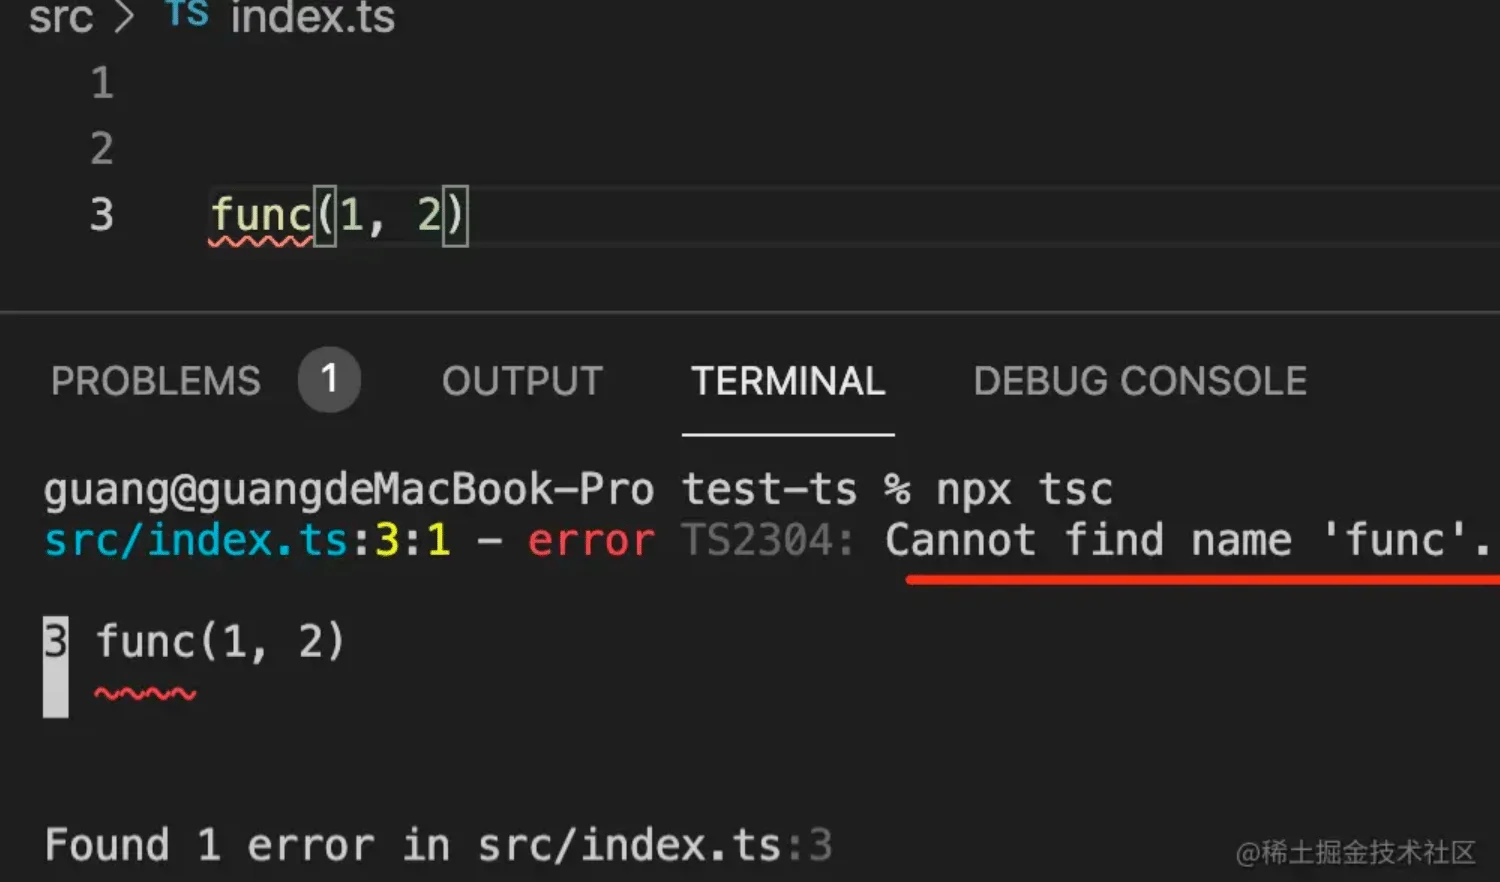 src > TS index.ts
1
2
3 func(1, 2)
PROBLEMS 1 OUTPUT TERMINAL DEBUG CONSOLE
guang@guangdeMacBook-Pro test-ts % npx tsc
src/index.ts:3:1 - error TS2304: Cannot find name 'func'.
3 func(1, 2)
~~~~
Found 1 error in src/index.ts:3
@稀土掘金技术社区